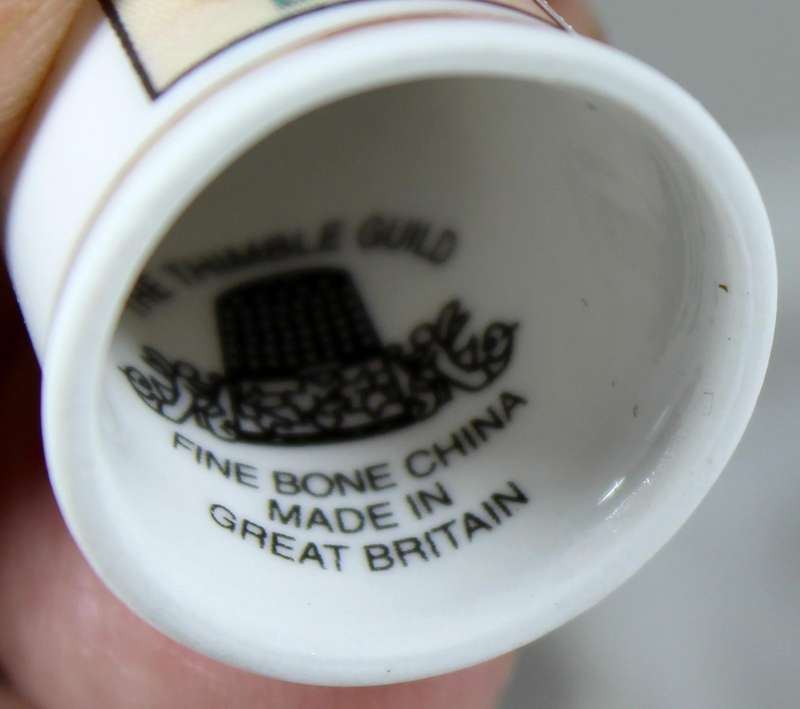 THE THIMBLE GUILD
FINE BONE CHINA
MADE IN
GREAT BRITAIN